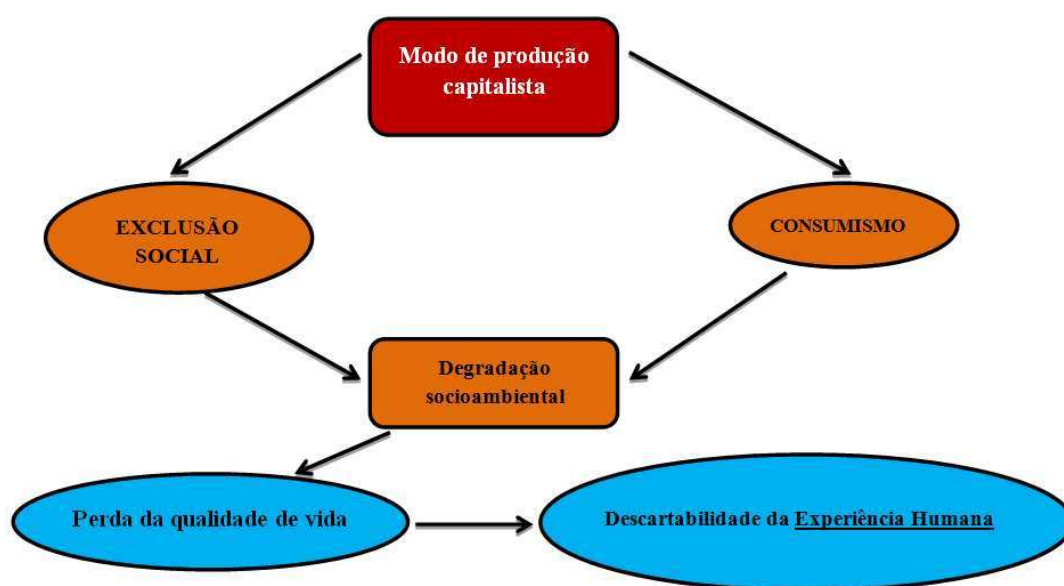 Modo de produção
capitalista
EXCLUSÃO
SOCIAL
CONSUMISMO
Degradação
socioambiental
Perda da qualidade de vida
Descartabilidade da Experiência Humana